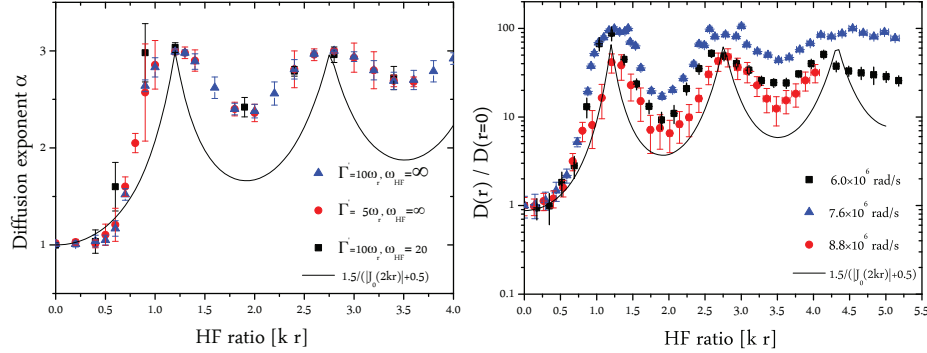 3
2
1
0.0 0.5 1.0 1.5 2.0 2.5 3.0 3.5 4.0
Diffusion exponent α
HF ratio [k r]
Γ'=10ω_r, ω_HF=∞
Γ'= 5ω_r, ω_HF=∞
Γ'=10ω_r, ω_HF= 20
1.5/(|J_0(2kr)|+0.5)
100
10
1
0.1
0.0 0.5 1.0 1.5 2.0 2.5 3.0 3.5 4.0 4.5 5.0 5.5
D(r) / D(r=0)
HF ratio [k r]
6.0×10^6 rad/s
7.6×10^6 rad/s
8.8×10^6 rad/s
1.5/(|J_0(2kr)|+0.5)